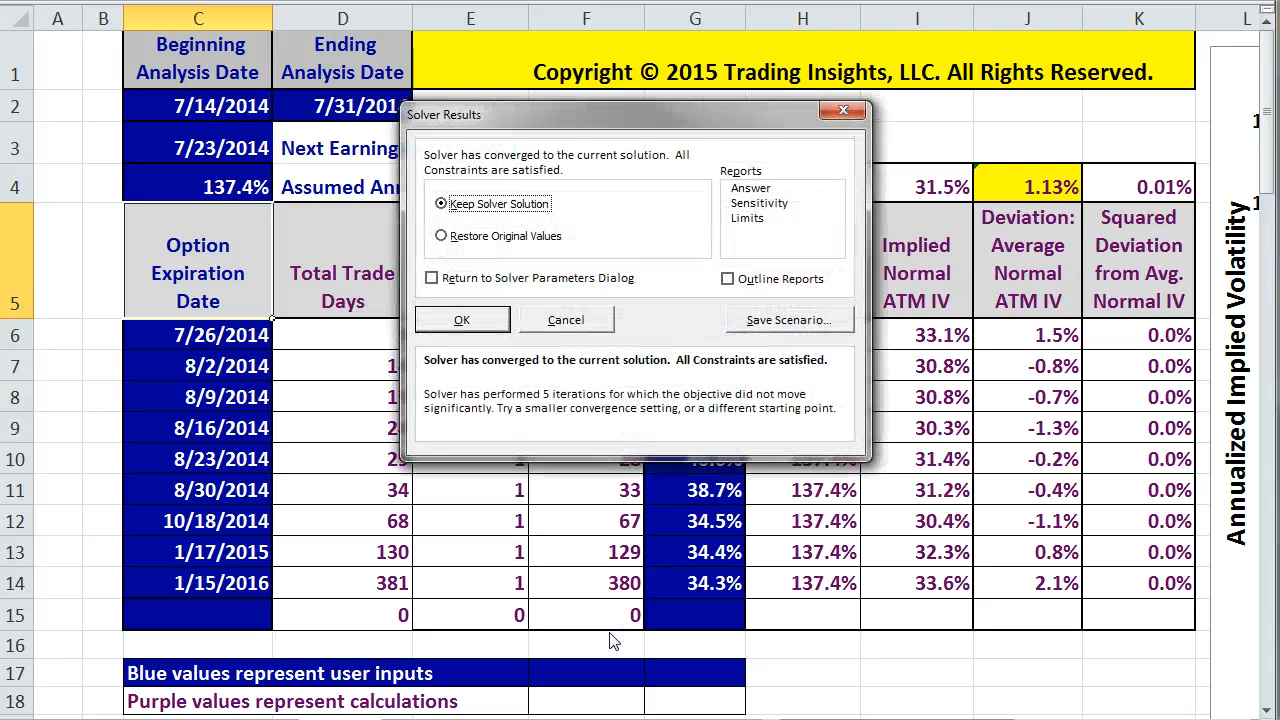 A B C D E F G H I J K L
1 Beginning Analysis Date Ending Analysis Date Copyright © 2015 Trading Insights, LLC. All Rights Reserved.
2 7/14/2014
3 7/23/2014 Next Earning
4 137.4% Assumed 31.5% 1.13% 0.01%
5 Option Expiration Date Total Trade Days Implied Normal ATM IV Deviation: Average Normal ATM IV Squared Deviation from Avg. Normal IV
6 7/26/2014 33.1% 1.5% 0.0%
7 8/2/2014 30.8% -0.8% 0.0%
8 8/9/2014 30.8% -0.7% 0.0%
9 8/16/2014 30.3% -1.3% 0.0%
10 8/23/2014 31.4% -0.2% 0.0%
11 8/30/2014 34 1 33 38.7% 137.4% 31.2% -0.4% 0.0%
12 10/18/2014 68 1 67 34.5% 137.4% 30.4% -1.1% 0.0%
13 1/17/2015 130 1 129 34.4% 137.4% 32.3% 0.8% 0.0%
14 1/15/2016 381 1 380 34.3% 137.4% 33.6% 2.1% 0.0%
15 0 0 0
16
17 Blue values represent user inputs
18 Purple values represent calculations
Annualized Implied Volatility
Solver Results
Solver has converged to the current solution. All
Constraints are satisfied.
Keep Solver Solution
Restore Original Values
Reports
Answer
Sensitivity
Limits
Return to Solver Parameters Dialog
Outline Reports
OK Cancel Save Scenario...
Solver has converged to the current solution. All Constraints are satisfied.
Solver has performed 5 iterations for which the objective did not move
significantly. Try a smaller convergence setting, or a different starting point.